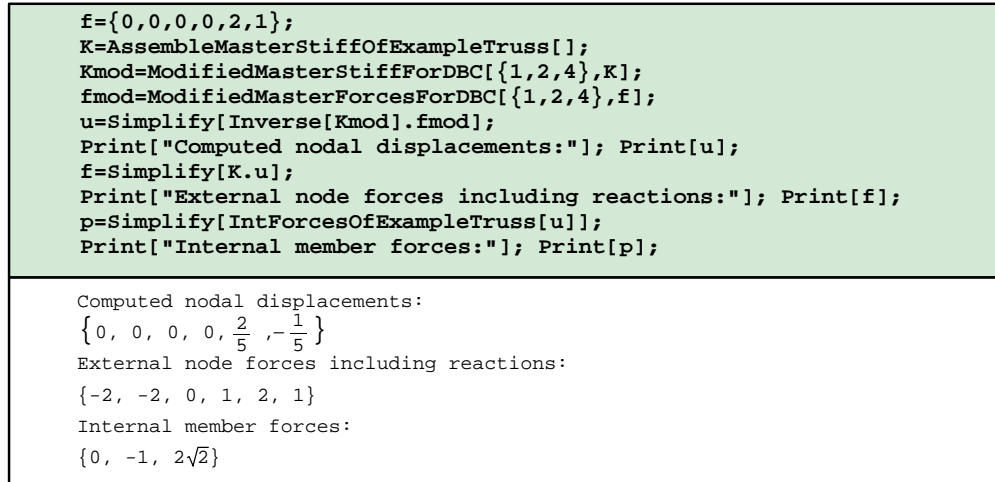 f={0,0,0,0,2,1};
K=AssembleMasterStiffOfExampleTruss[];
Kmod=ModifiedMasterStiffForDBC[{1,2,4},K];
fmod=ModifiedMasterForcesForDBC[{1,2,4},f];
u=Simplify[Inverse[Kmod].fmod];
Print["Computed nodal displacements:"]; Print[u];
f=Simplify[K.u];
Print["External node forces including reactions:"]; Print[f];
p=Simplify[IntForcesOfExampleTruss[u]];
Print["Internal member forces:"]; Print[p];
Computed nodal displacements:
{0, 0, 0, 0, 2/5 ,-1/5}
External node forces including reactions:
{-2, -2, 0, 1, 2, 1}
Internal member forces:
{0, -1, 2√2}